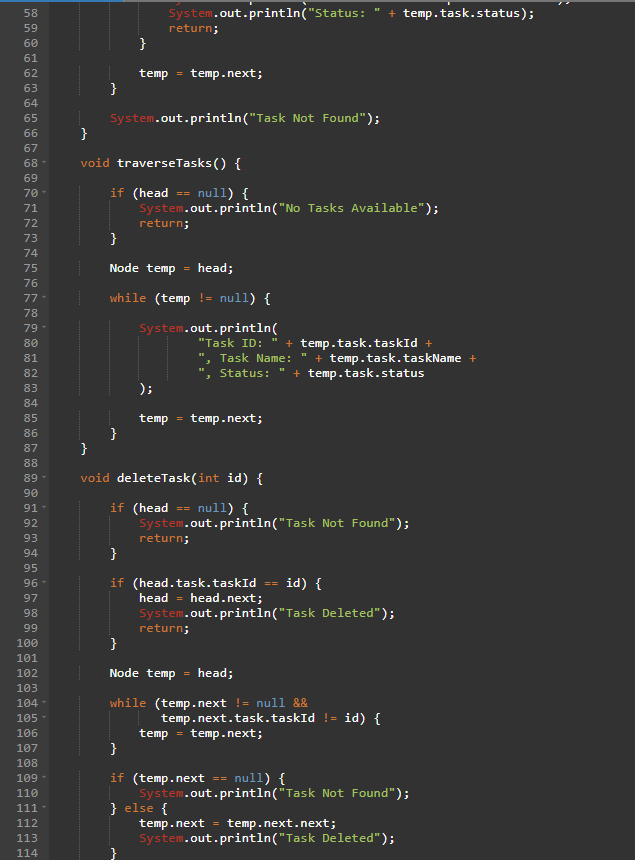 58 System.out.println("Status: " + temp.task.status);
59 return;
60 }
61
62 temp = temp.next;
63 }
64
65 System.out.println("Task Not Found");
66 }
67
68 void traverseTasks() {
69
70 if (head == null) {
71 System.out.println("No Tasks Available");
72 return;
73 }
74
75 Node temp = head;
76
77 while (temp != null) {
78
79 System.out.println(
80 "Task ID: " + temp.task.taskId +
81 ", Task Name: " + temp.task.taskName +
82 ", Status: " + temp.task.status
83 );
84
85 temp = temp.next;
86 }
87 }
88
89 void deleteTask(int id) {
90
91 if (head == null) {
92 System.out.println("Task Not Found");
93 return;
94 }
95
96 if (head.task.taskId == id) {
97 head = head.next;
98 System.out.println("Task Deleted");
99 return;
100 }
101
102 Node temp = head;
103
104 while (temp.next != null &&
105 temp.next.task.taskId != id) {
106 temp = temp.next;
107 }
108
109 if (temp.next == null) {
110 System.out.println("Task Not Found");
111 } else {
112 temp.next = temp.next.next;
113 System.out.println("Task Deleted");
114 }